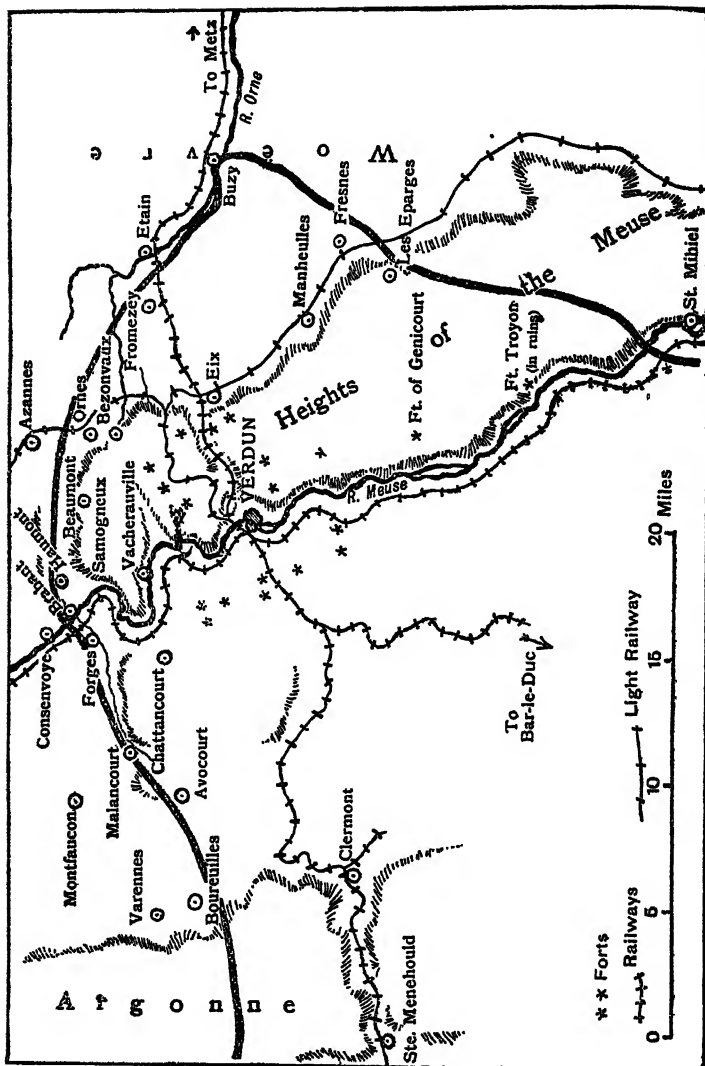 Argonne
Montfaucon
Varennes
Boureuilles
Avocourt
Malancourt
Chattancourt
Forges
Consenvoye
Brabant
Haumont
Samogneux
Beaumont
Vacherauville
Azannes
Ornes
Bezonvaux
Fromezey
Etain
To Metz
R. Orne
Buzy
Woevre
Eix
VERDUN
Manheulles
Fresnes
Les Eparges
Heights of the Meuse
Ft. of Genicourt
Ft. Troyon
(in ruins)
R. Meuse
St. Mihiel
Ste. Menehould
Clermont
To
Bar-le-Duc
** Forts
Railways
Light Railway
0 5 10 15 20 Miles